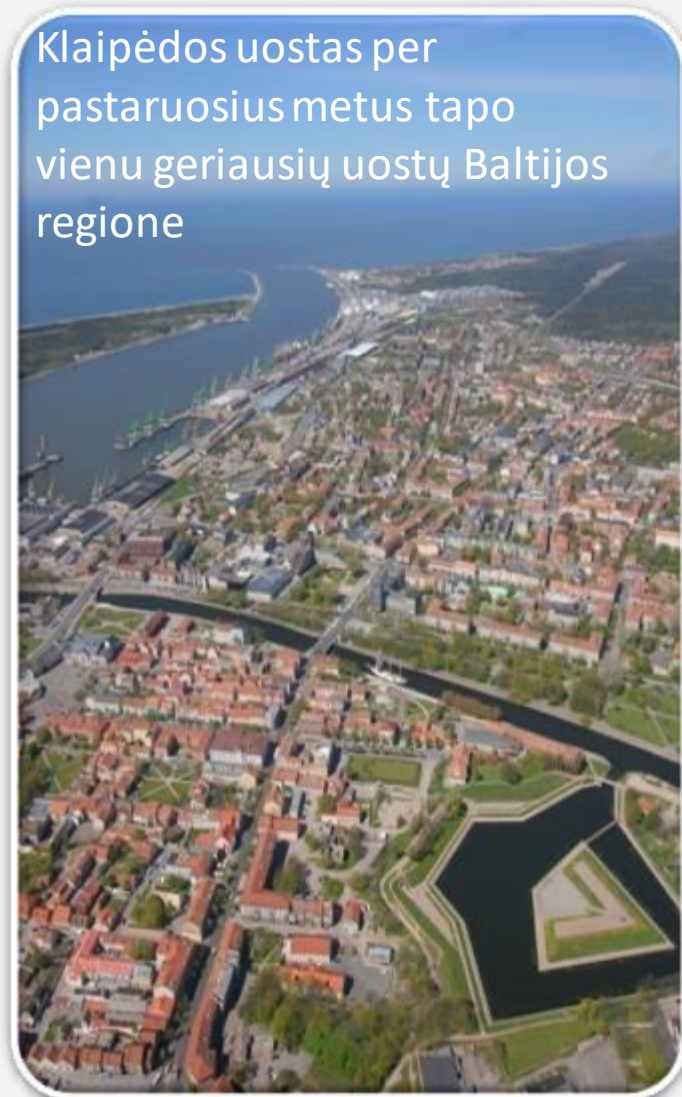 Klaipėdos uostas per
pastaruosius metus tapo
vienu geriausių uostų Baltijos
regione